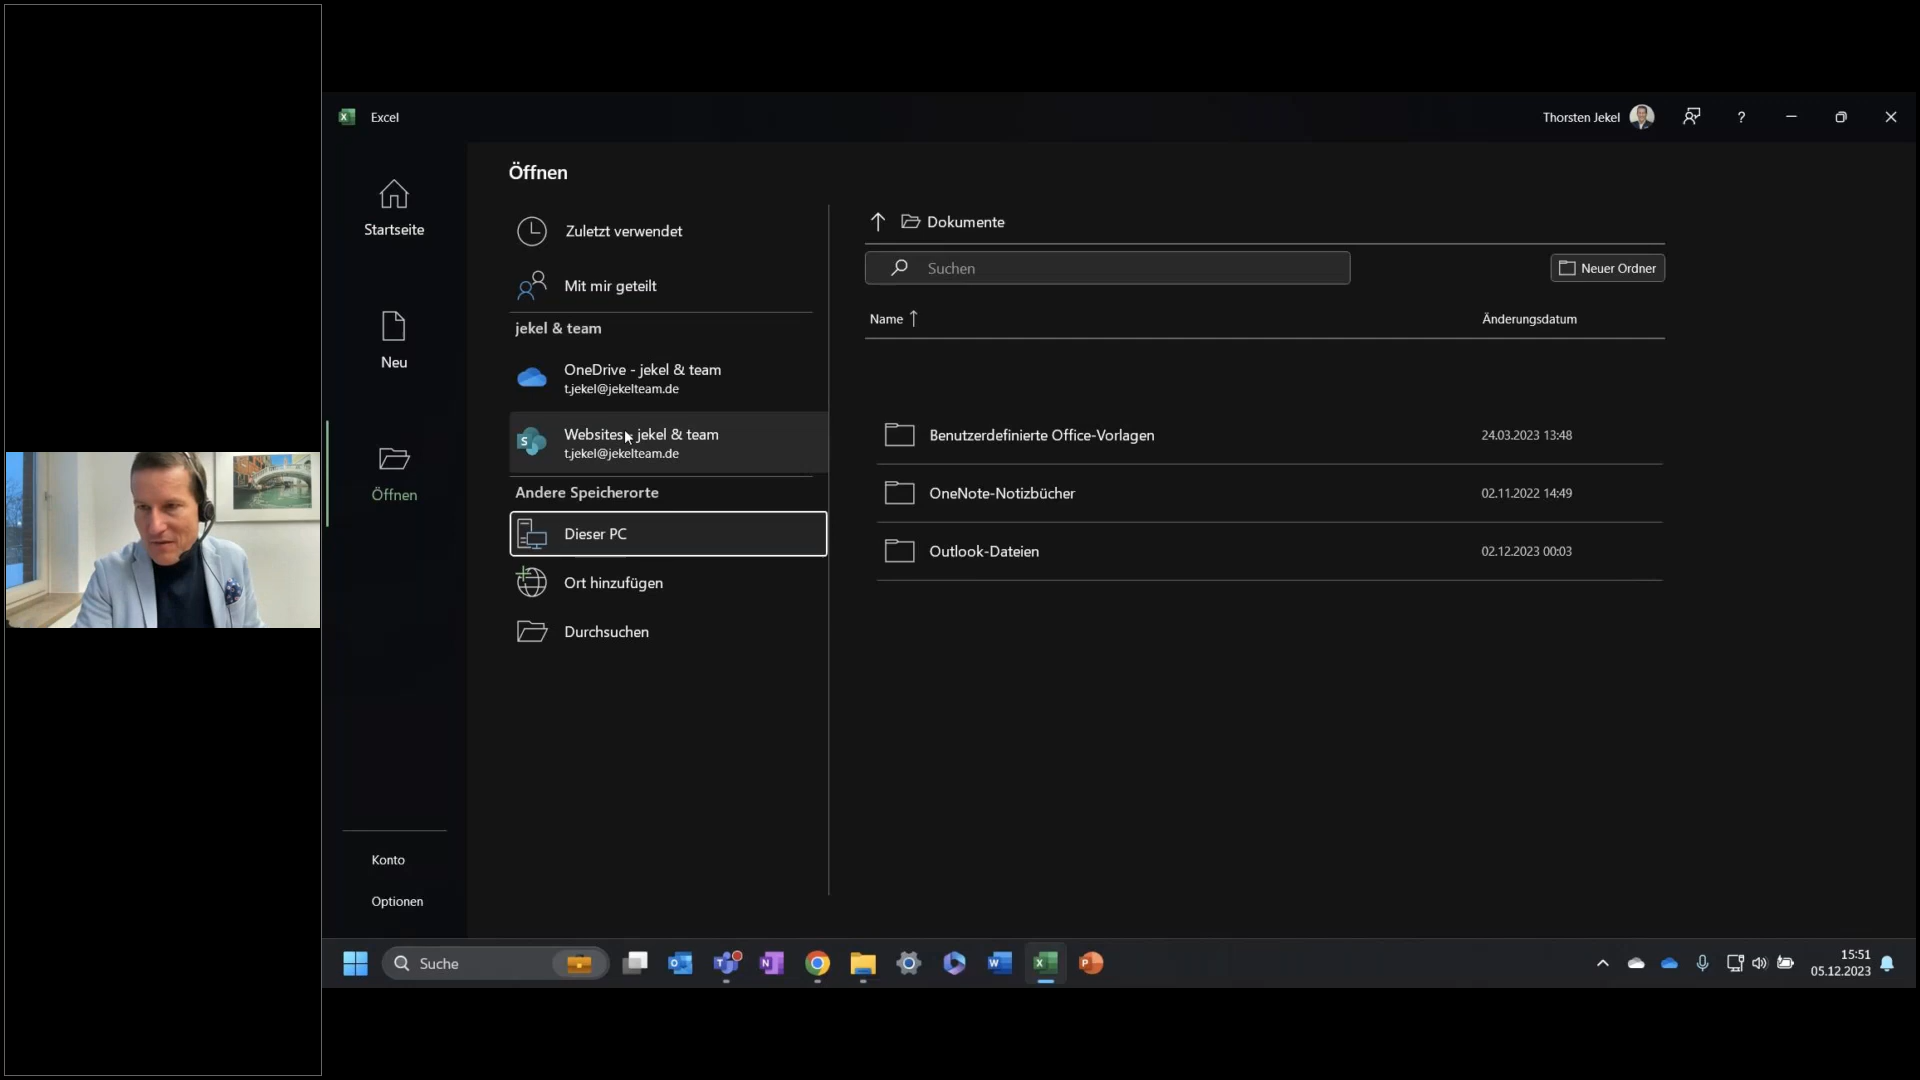 Excel
Thorsten Jekel
?
Startseite
Neu
Öffnen
Konto
Optionen
Öffnen
Zuletzt verwendet
Mit mir geteilt
jekel & team
OneDrive - jekel & team
t.jekel@jekelteam.de
Websites - jekel & team
t.jekel@jekelteam.de
Andere Speicherorte
Dieser PC
Ort hinzufügen
Durchsuchen
Dokumente
Suchen
Neuer Ordner
Name
Änderungsdatum
Benutzerdefinierte Office-Vorlagen
24.03.2023 13:48
OneNote-Notizbücher
02.11.2022 14:49
Outlook-Dateien
02.12.2023 00:03
Suche
15:51
05.12.2023